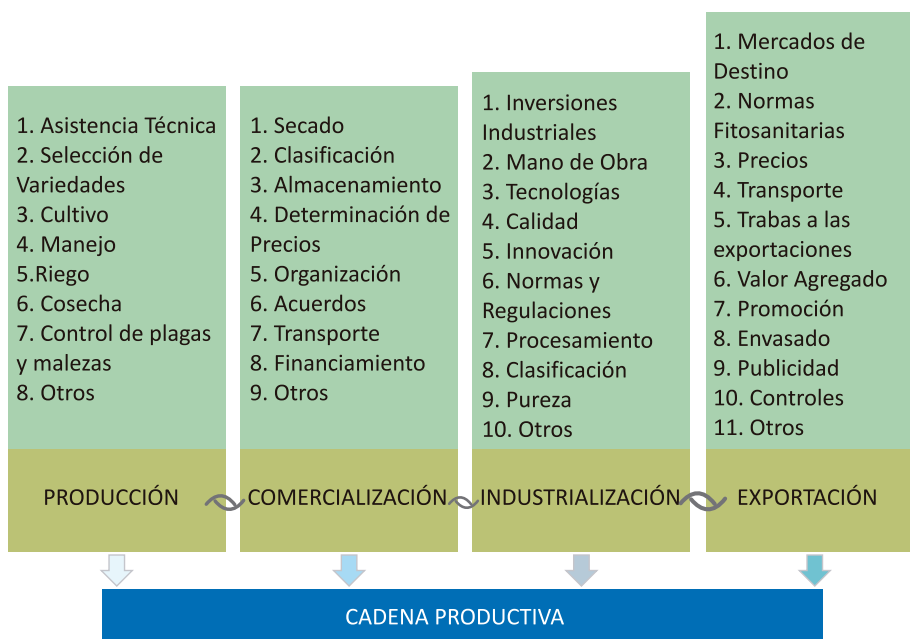 1. Asistencia Técnica
2. Selección de
Variedades
3. Cultivo
4. Manejo
5.Riego
6. Cosecha
7. Control de plagas
y malezas
8. Otros
PRODUCCIÓN
1. Secado
2. Clasificación
3. Almacenamiento
4. Determinación de
Precios
5. Organización
6. Acuerdos
7. Transporte
8. Financiamiento
9. Otros
COMERCIALIZACIÓN
1. Inversiones
Industriales
2. Mano de Obra
3. Tecnologías
4. Calidad
5. Innovación
6. Normas y
Regulaciones
7. Procesamiento
8. Clasificación
9. Pureza
10. Otros
INDUSTRIALIZACIÓN
1. Mercados de
Destino
2. Normas
Fitosanitarias
3. Precios
4. Transporte
5. Trabas a las
exportaciones
6. Valor Agregado
7. Promoción
8. Envasado
9. Publicidad
10. Controles
11. Otros
EXPORTACIÓN
CADENA PRODUCTIVA